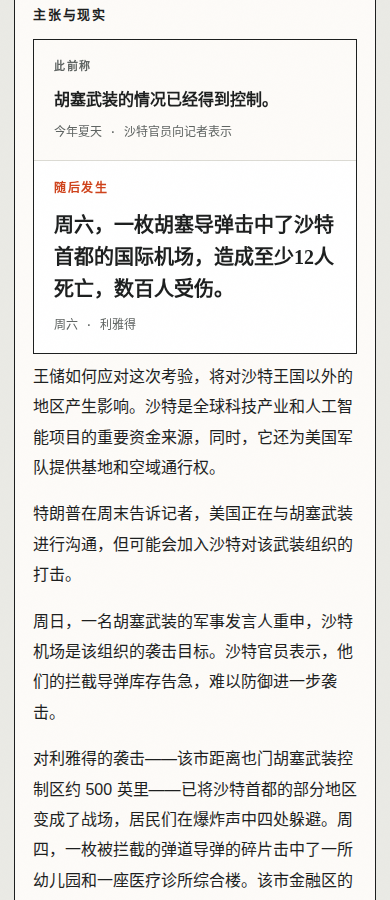 主张与现实
此前称
胡塞武装的情况已经得到控制。
今年夏天 · 沙特官员向记者表示
随后发生
周六，一枚胡塞导弹击中了沙特
首都的国际机场，造成至少12人
死亡，数百人受伤。
周六 · 利雅得
王储如何应对这次考验，将对沙特王国以外的
地区产生影响。沙特是全球科技产业和人工智
能项目的重要资金来源，同时，它还为美国军
队提供基地和空域通行权。
特朗普在周末告诉记者，美国正在与胡塞武装
进行沟通，但可能会加入沙特对该武装组织的
打击。
周日，一名胡塞武装的军事发言人重申，沙特
机场是该组织的袭击目标。沙特官员表示，他
们的拦截导弹库存告急，难以防御进一步袭
击。
对利雅得的袭击——该市距离也门胡塞武装控
制区约 500 英里——已将沙特首都的部分地区
变成了战场，居民们在爆炸声中四处躲避。周
四，一枚被拦截的弹道导弹的碎片击中了一所
幼儿园和一座医疗诊所综合楼。该市金融区的